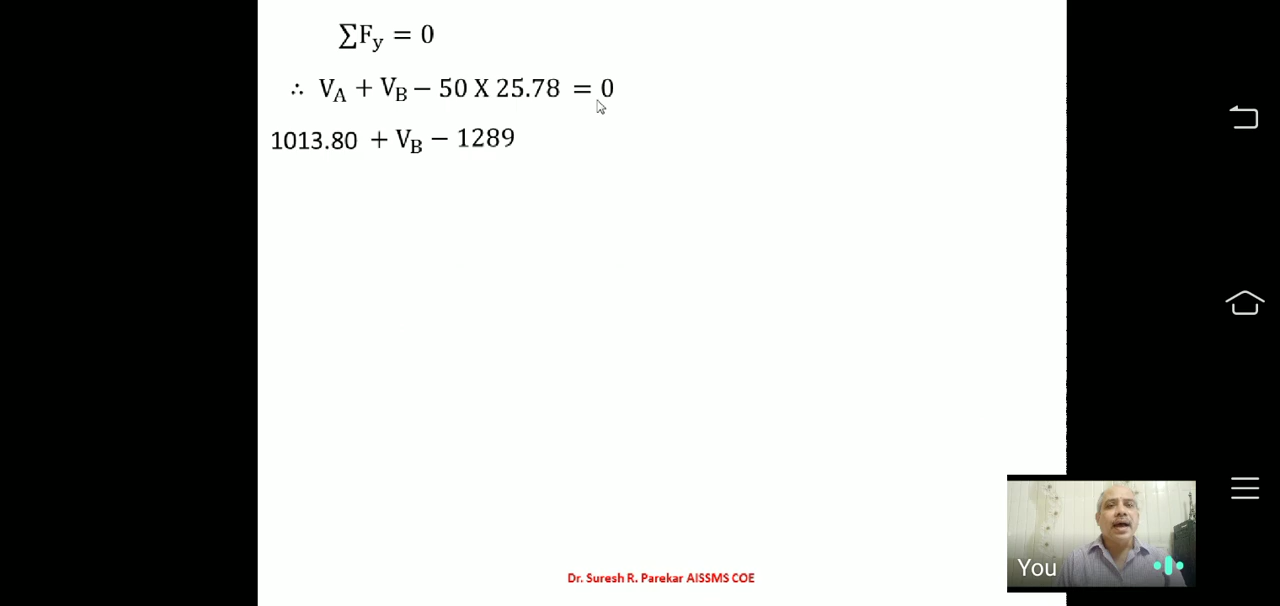 ∑Fy = 0
∴ VA + VB − 50 X 25.78 = 0
1013.80 + VB − 1289
You
Dr. Suresh R. Parekar AISSMS COE